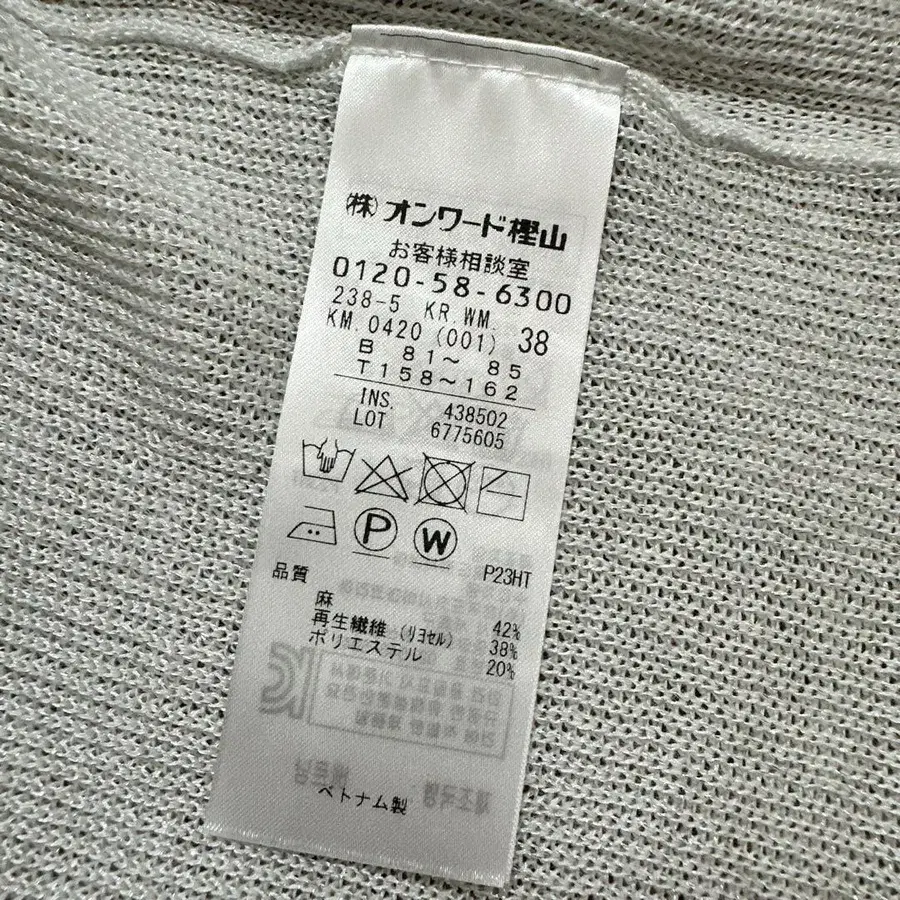 (株)オンワード樫山
お客様相談室
0120-58-6300
238-5 KR.WM. 38
KM.0420 (001)
B 81～85
T158～162
INS. 438502
LOT 6775605
P W
P23HT
品質
麻 42%
再生繊維(リヨセル) 38%
ポリエステル 20%
ベトナム製